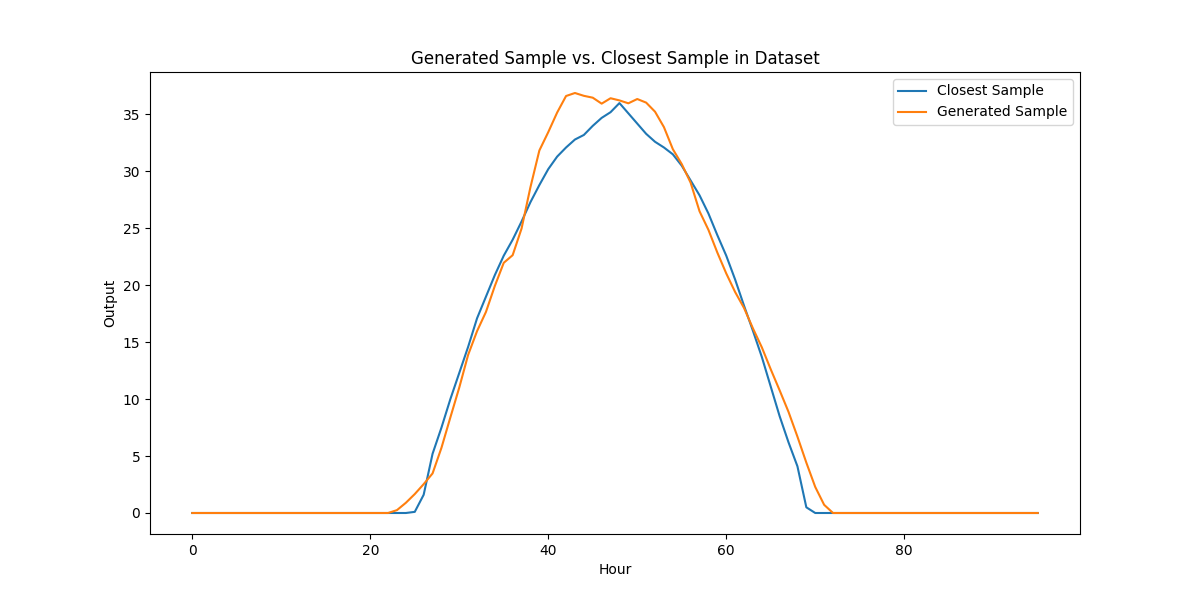 Generated Sample vs. Closest Sample in Dataset
Closest Sample
Generated Sample
35
30
25
20
15
10
5
0
Output
0 20 40 60 80
Hour